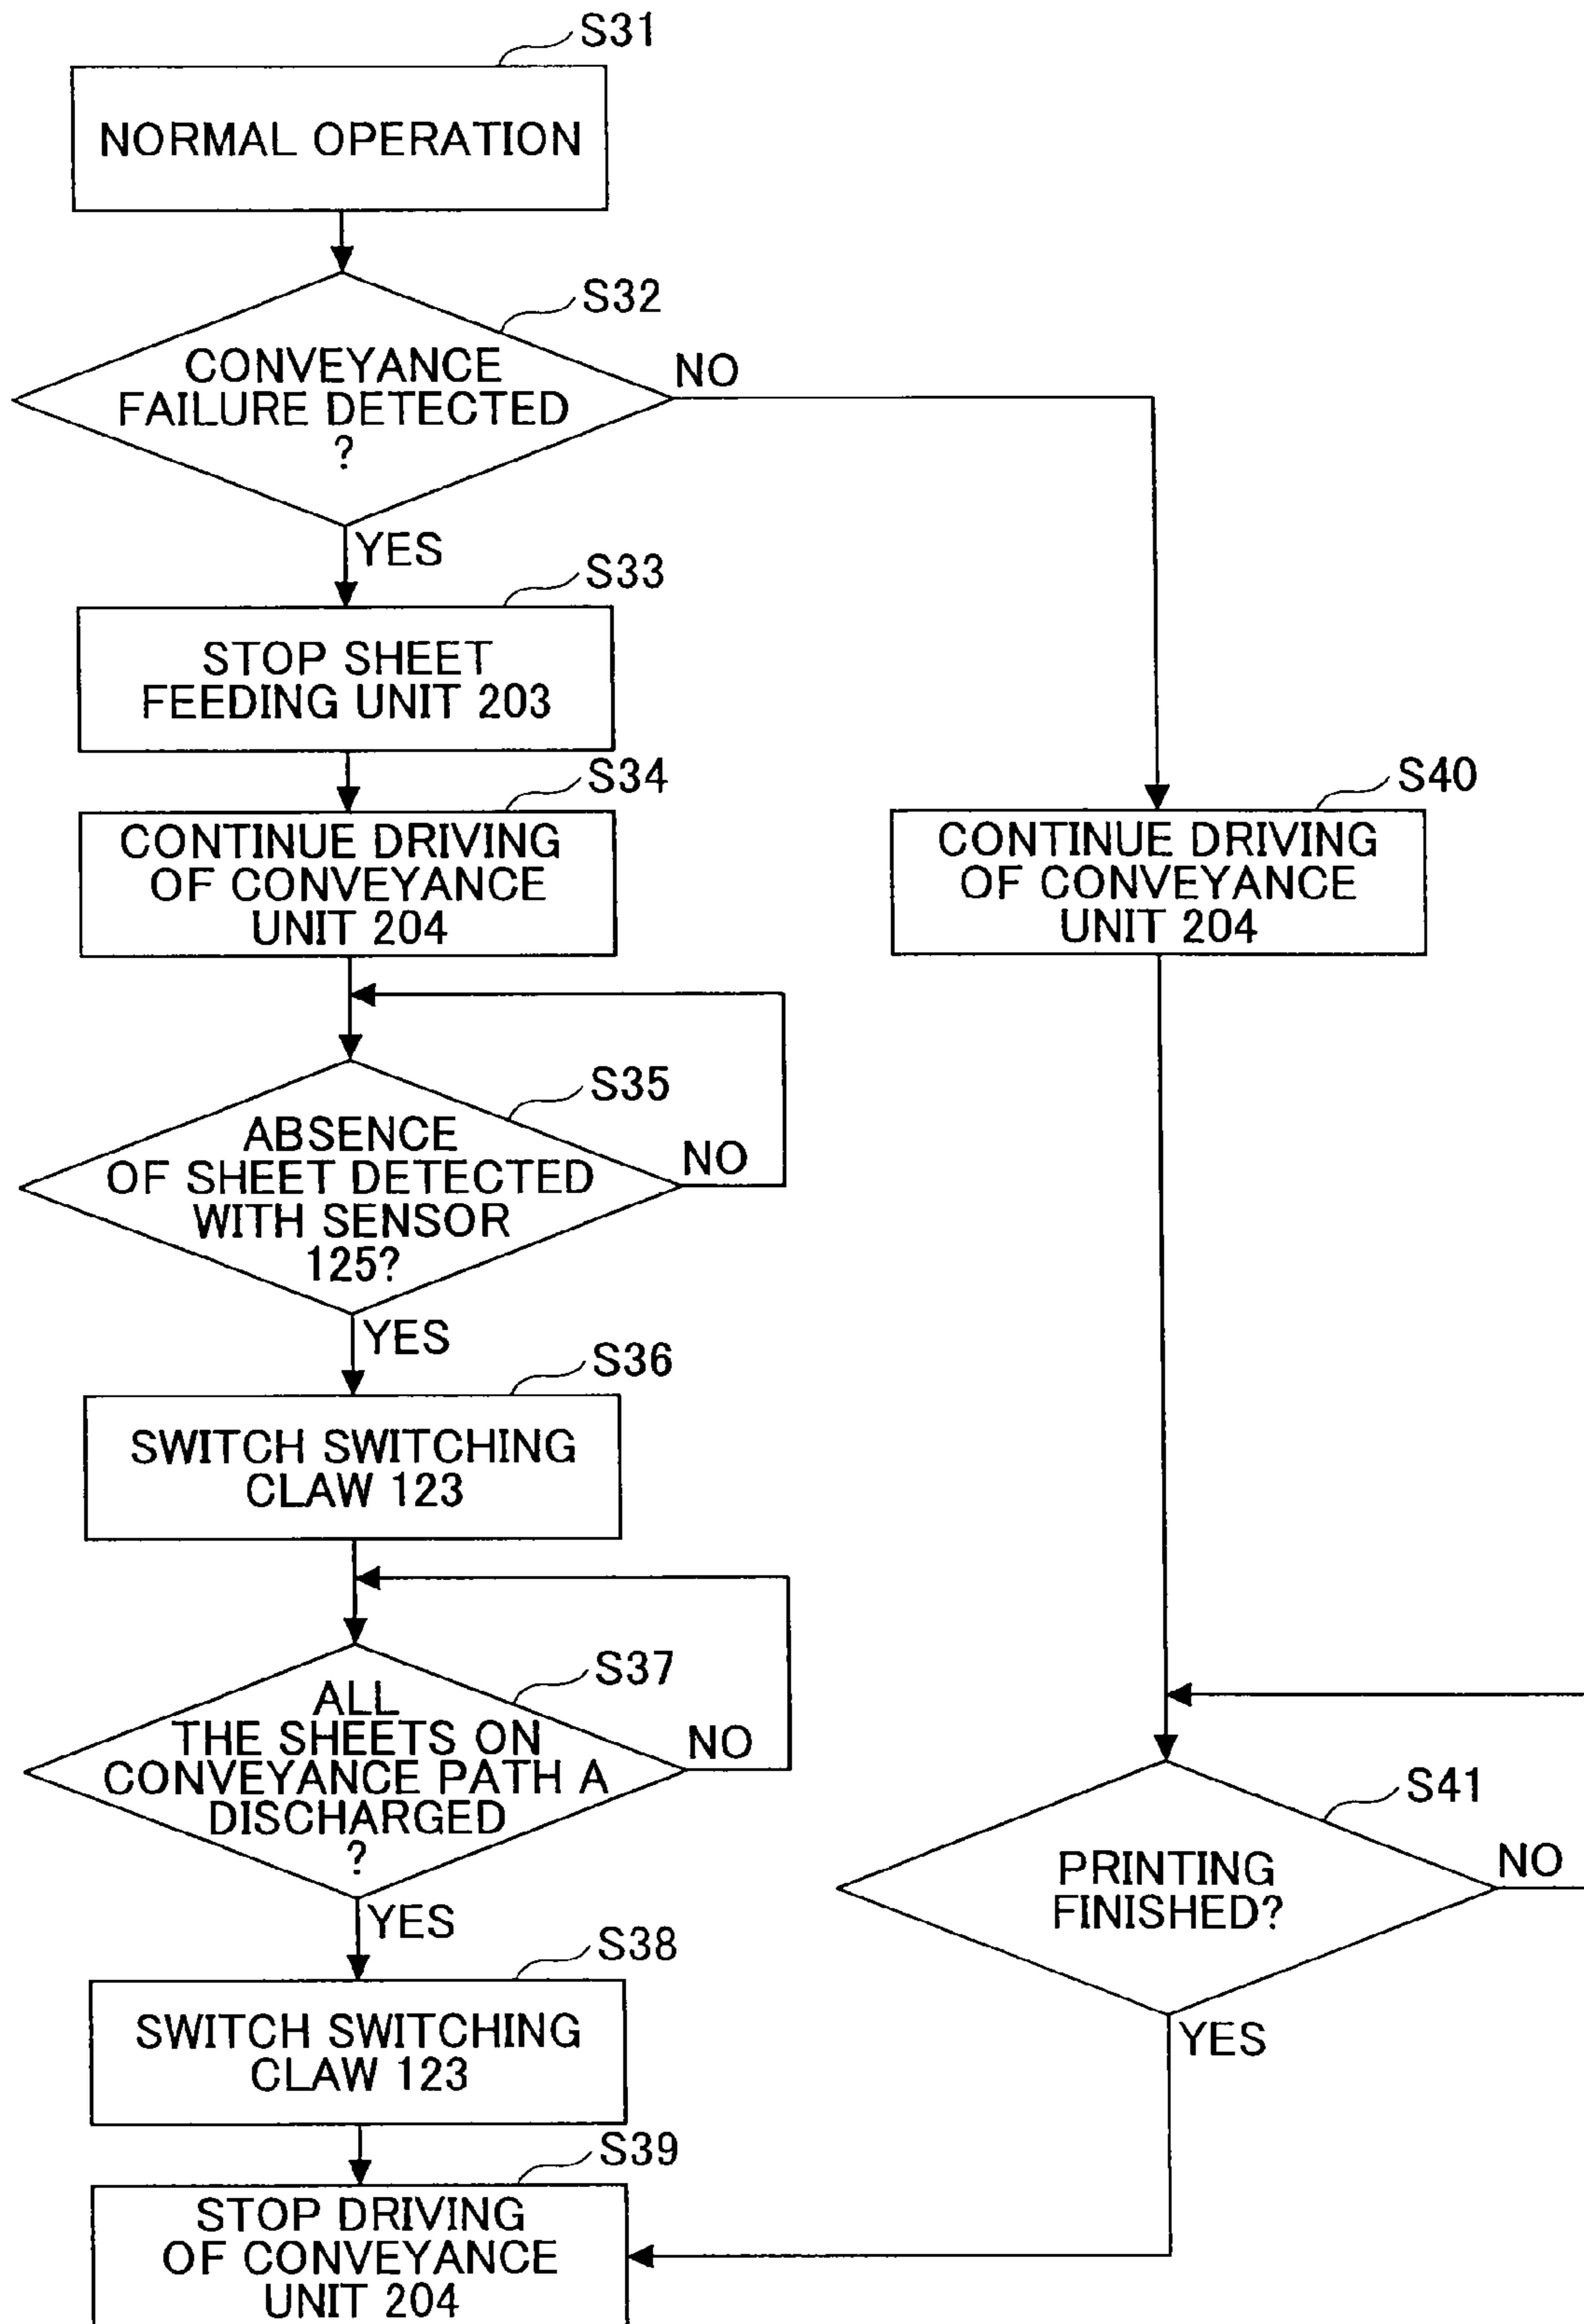 S31
NORMAL OPERATION
S32
CONVEYANCE
FAILURE DETECTED
?
NO
YES
S33
STOP SHEET
FEEDING UNIT 203
S34
CONTINUE DRIVING
OF CONVEYANCE
UNIT 204
S40
CONTINUE DRIVING
OF CONVEYANCE
UNIT 204
S35
ABSENCE
OF SHEET DETECTED
WITH SENSOR
125?
NO
YES
S36
SWITCH SWITCHING
CLAW 123
S37
ALL
THE SHEETS ON
CONVEYANCE PATH A
DISCHARGED
?
NO
YES
S41
PRINTING
FINISHED?
NO
YES
S38
SWITCH SWITCHING
CLAW 123
S39
STOP DRIVING
OF CONVEYANCE
UNIT 204